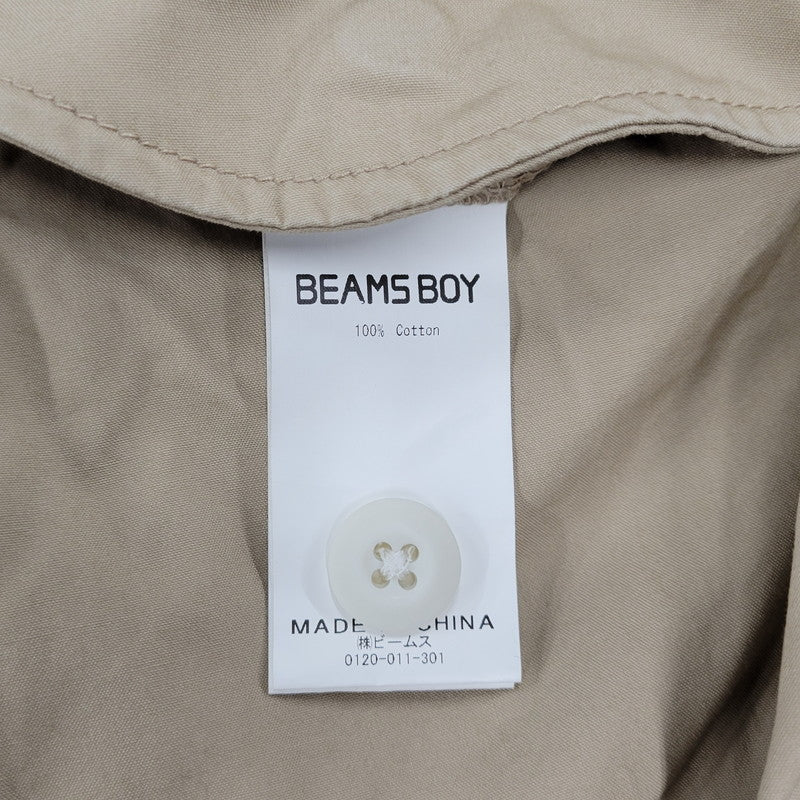 BEAMS BOY
100% Cotton
MADE CHINA
㈱ビームス
0120-011-301